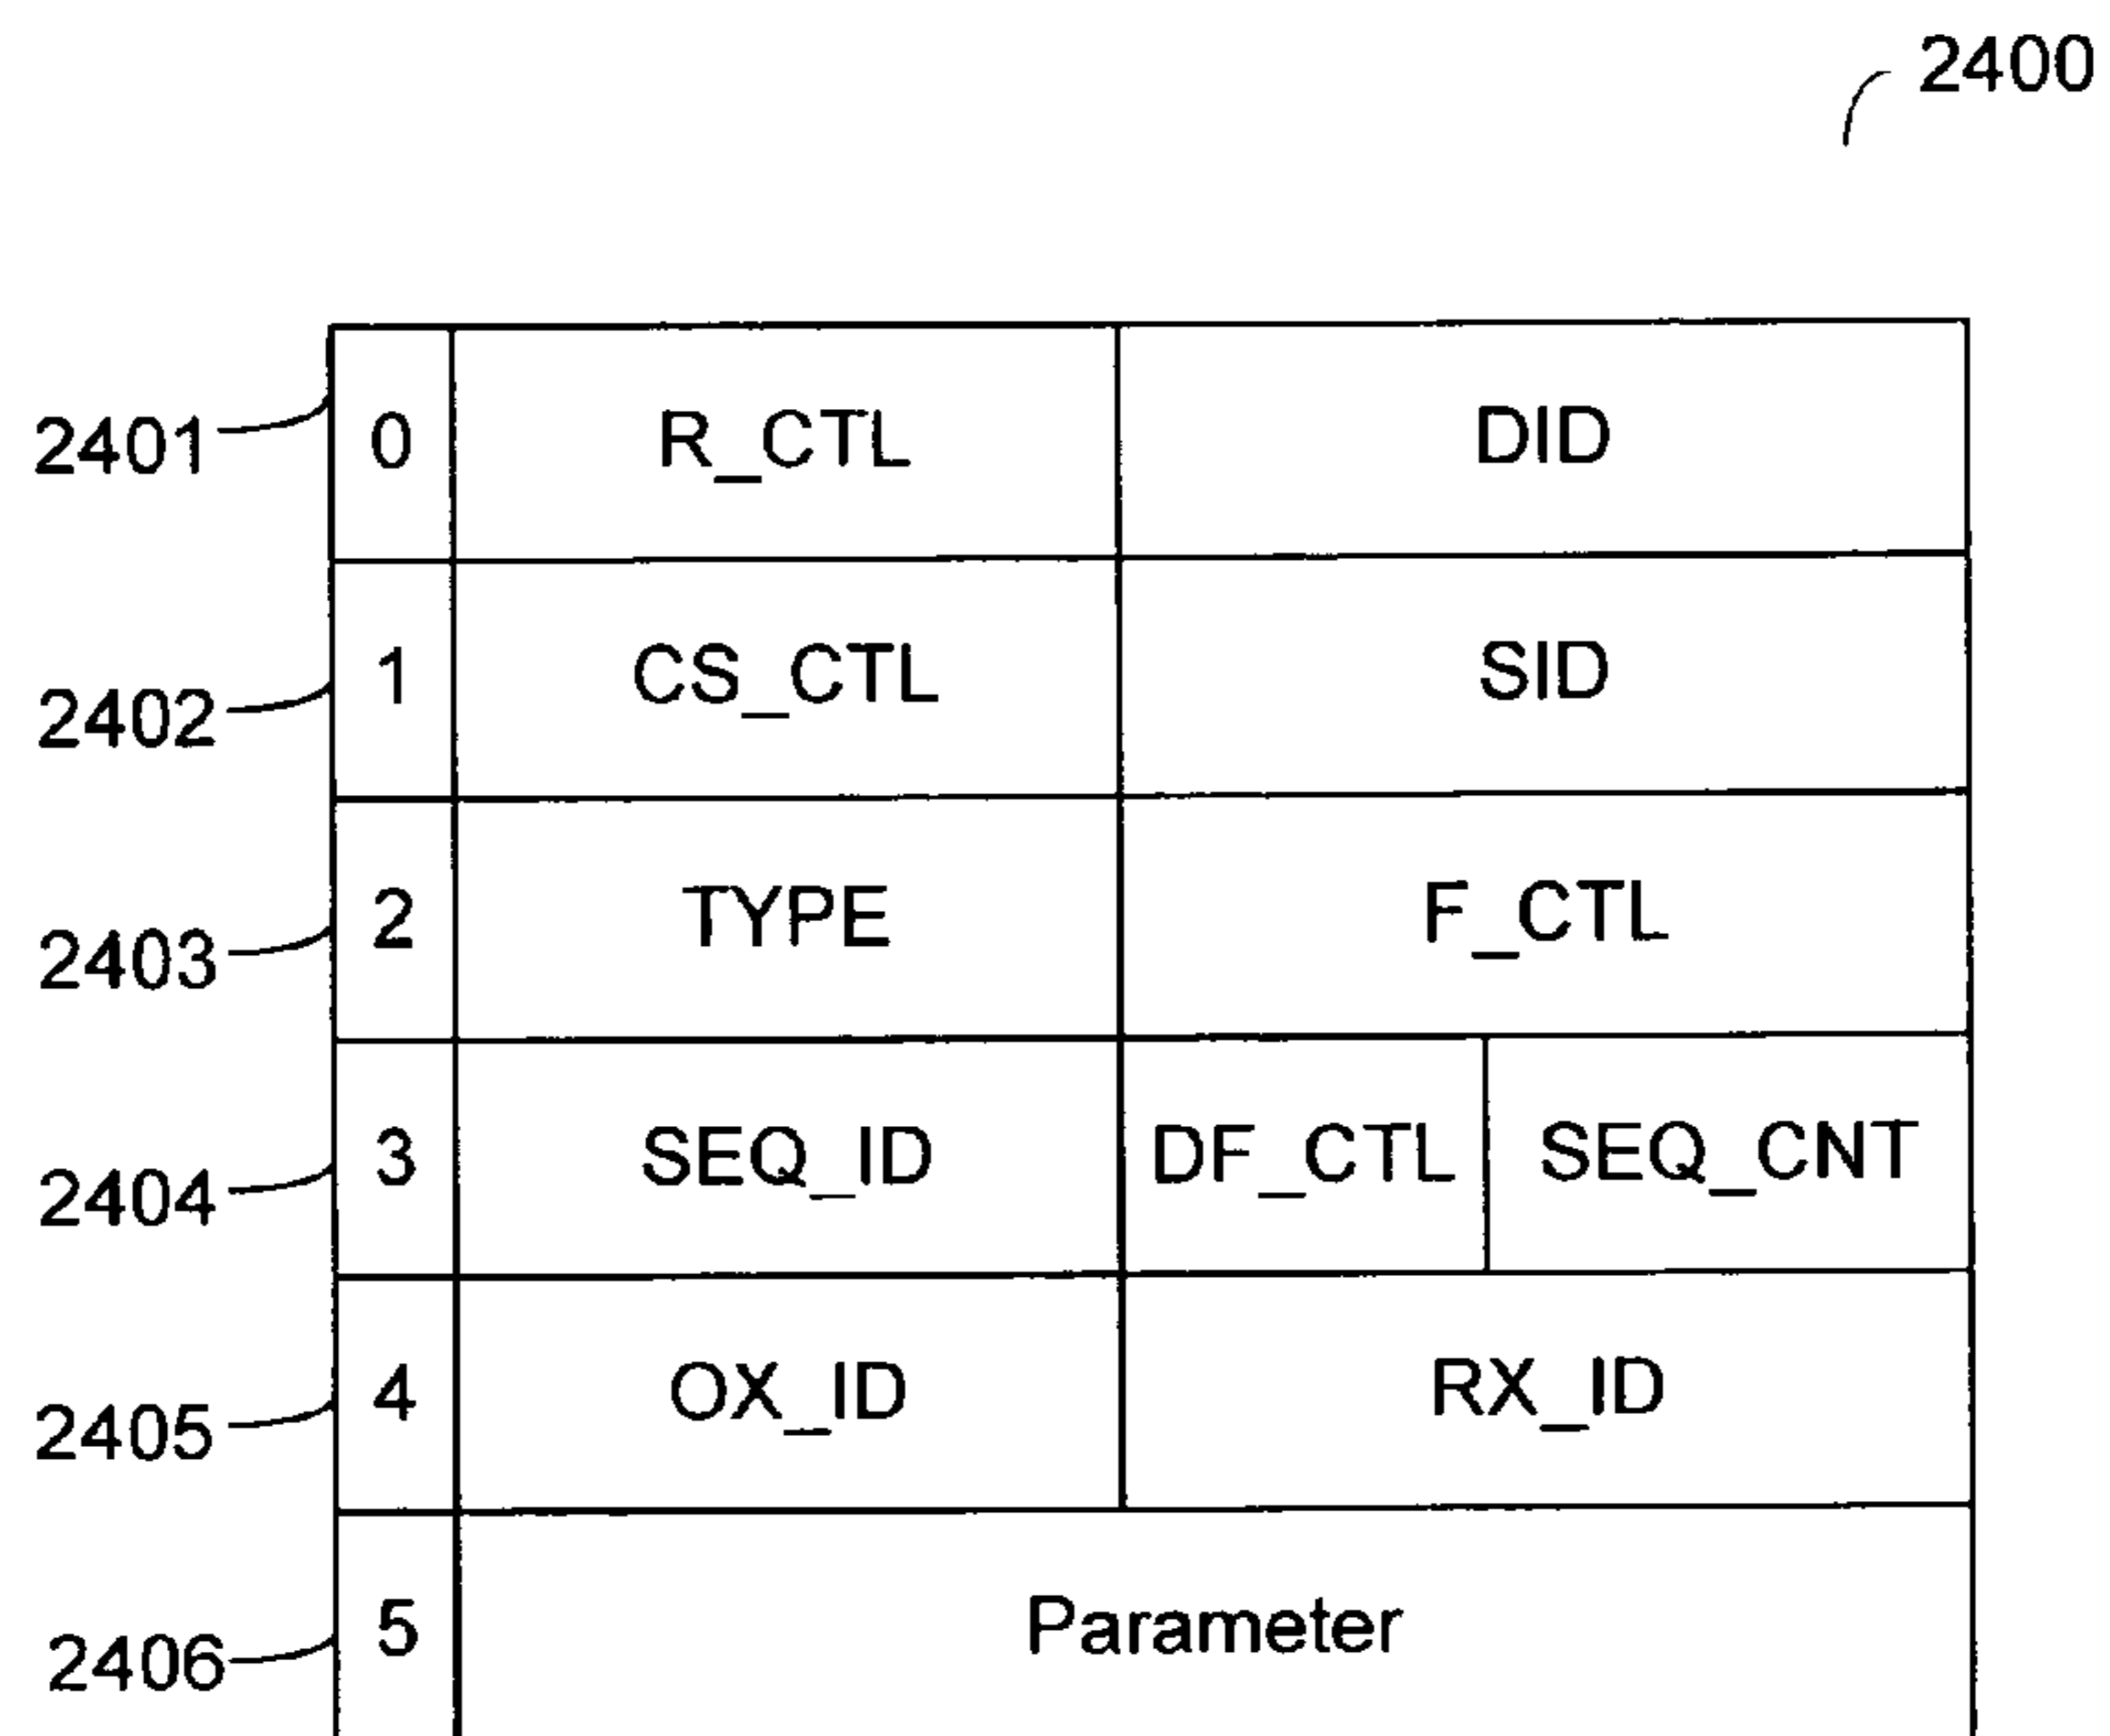 2400
2401 0 R_CTL DID
2402 1 CS_CTL SID
2403 2 TYPE F_CTL
2404 3 SEQ_ID DF_CTL SEQ_CNT
2405 4 OX_ID RX_ID
2406 5 Parameter